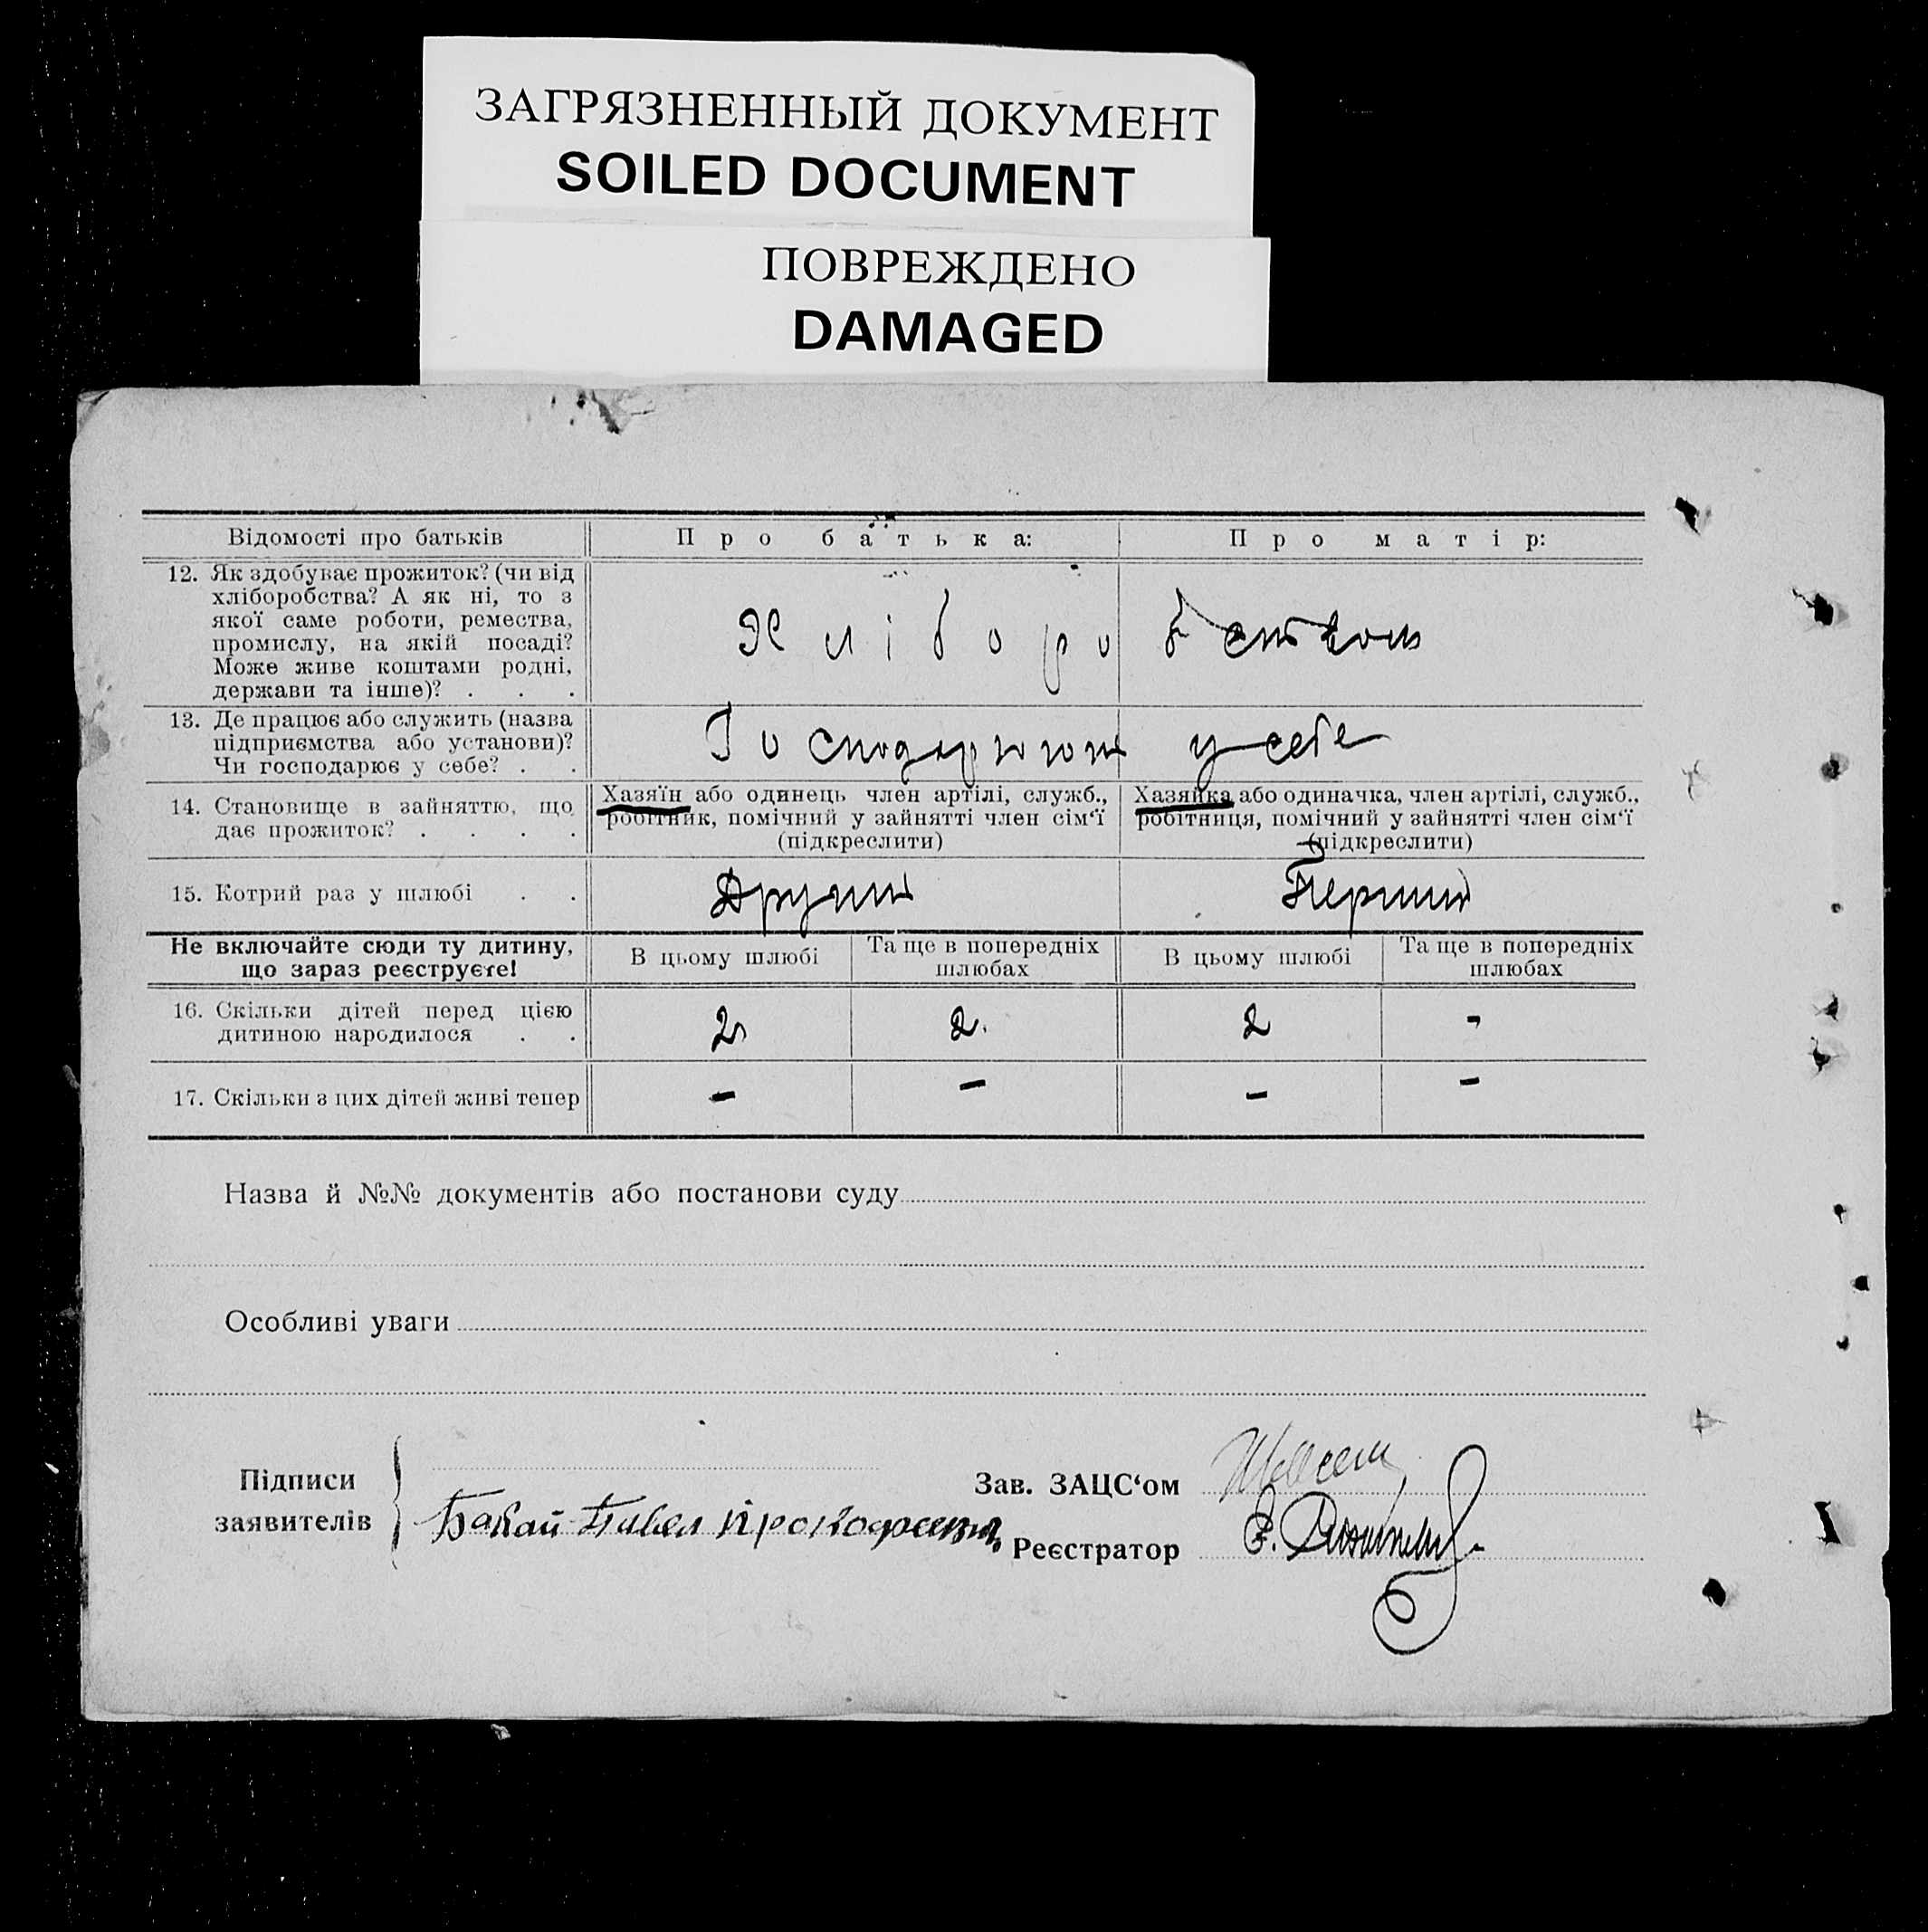 ЗАГРЯЗНЕННЫЙ ДОКУМЕНТ
SOILED DOCUMENT
ПОВРЕЖДЕНО
DAMAGED
Відомості про батьків
Про батька:
Про матір:
12. Як здобуває прожиток? (чи від
хліборобства? А як ні, то з
якої саме роботи, ремества,
промислу, на якій посаді?
Може живе коштами родні,
держави та інше)? . . .
Хліборобством
13. Де працює або служить (назва
підприємства або установи)?
Чи господарює у себе? . .
Господарюют у себе
14. Становище в зайняттю, що
дає прожиток? . . . .
Хазяїн або одинець член артілі, служб.,
робітник, помічний у зайнятті член сім‘ї
(підкреслити)
Хазяйка або одиначка, член артілі, служб.,
робітниця, помічний у зайнятті член сім‘ї
(підкреслити)
15. Котрий раз у шлюбі . .
Другий
Перший
Не включайте сюди ту дитину,
що зараз реєструєте!
В цьому шлюбі
Та ще в попередніх
шлюбах
В цьому шлюбі
Та ще в попередніх
шлюбах
16. Скільки дітей перед цією
дитиною народилося . .
2 2. 2 -
17. Скільки з цих дітей живі тепер
- - - -
Назва й №№ документів або постанови суду
Особливі уваги
Підписи
заявителів
Бакай Павел
Зав. ЗАЦС‘ом
Реєстратор